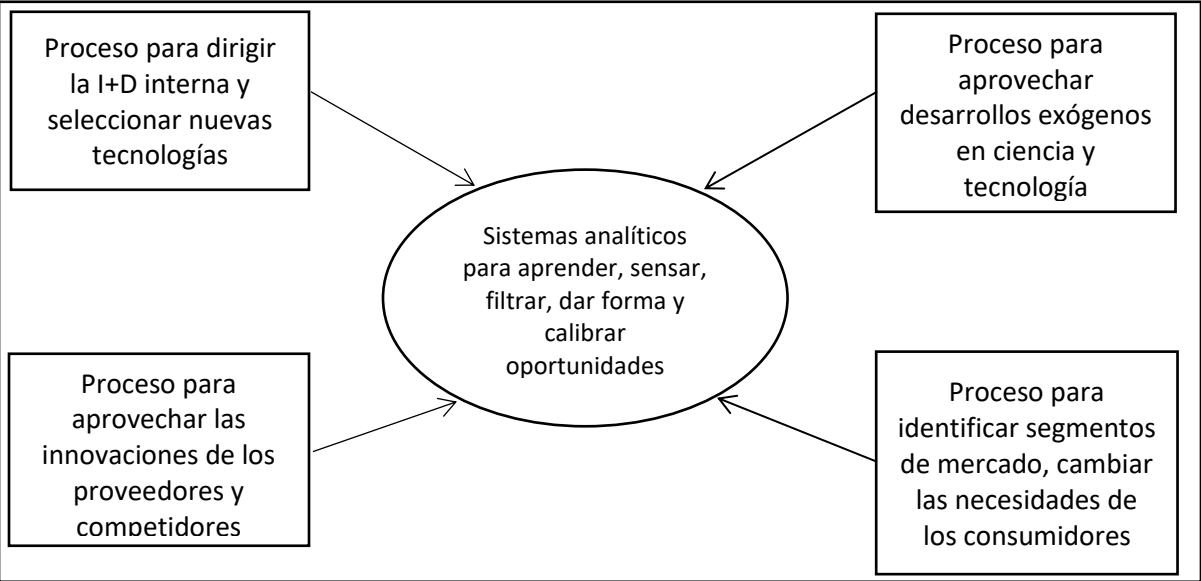 Proceso para dirigir
la I+D interna y
seleccionar nuevas
tecnologías
Proceso para
aprovechar
desarrollos exógenos
en ciencia y
tecnología
Sistemas analíticos
para aprender, sensar,
filtrar, dar forma y
calibrar
oportunidades
Proceso para
aprovechar las
innovaciones de los
proveedores y
competidores
Proceso para
identificar segmentos
de mercado, cambiar
las necesidades de
los consumidores